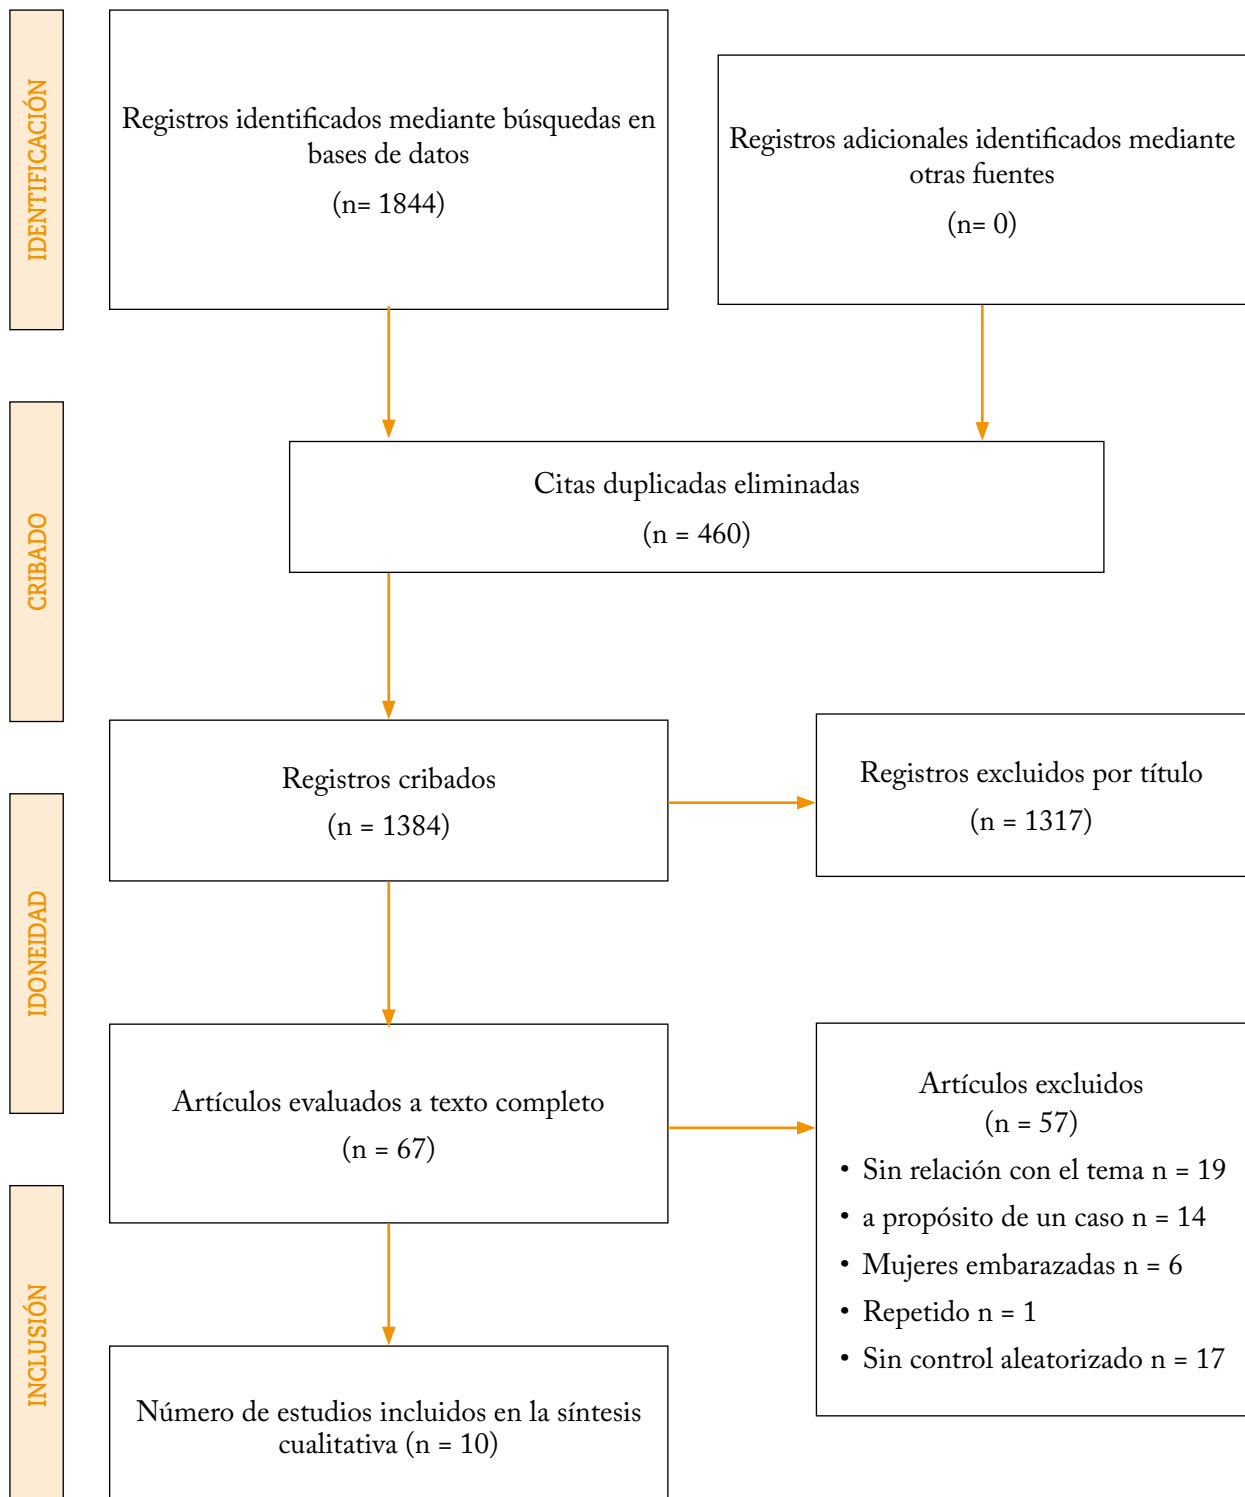 IDENTIFICACIÓN
Registros identificados mediante búsquedas en
bases de datos
(n= 1844)
Registros adicionales identificados mediante
otras fuentes
(n= 0)
CRIBADO
Citas duplicadas eliminadas
(n = 460)
Registros cribados
(n = 1384)
Registros excluidos por título
(n = 1317)
IDONEIDAD
Artículos evaluados a texto completo
(n = 67)
Artículos excluidos
(n = 57)
• Sin relación con el tema n = 19
• a propósito de un caso n = 14
• Mujeres embarazadas n = 6
• Repetido n = 1
• Sin control aleatorizado n = 17
INCLUSIÓN
Número de estudios incluidos en la síntesis
cualitativa (n = 10)